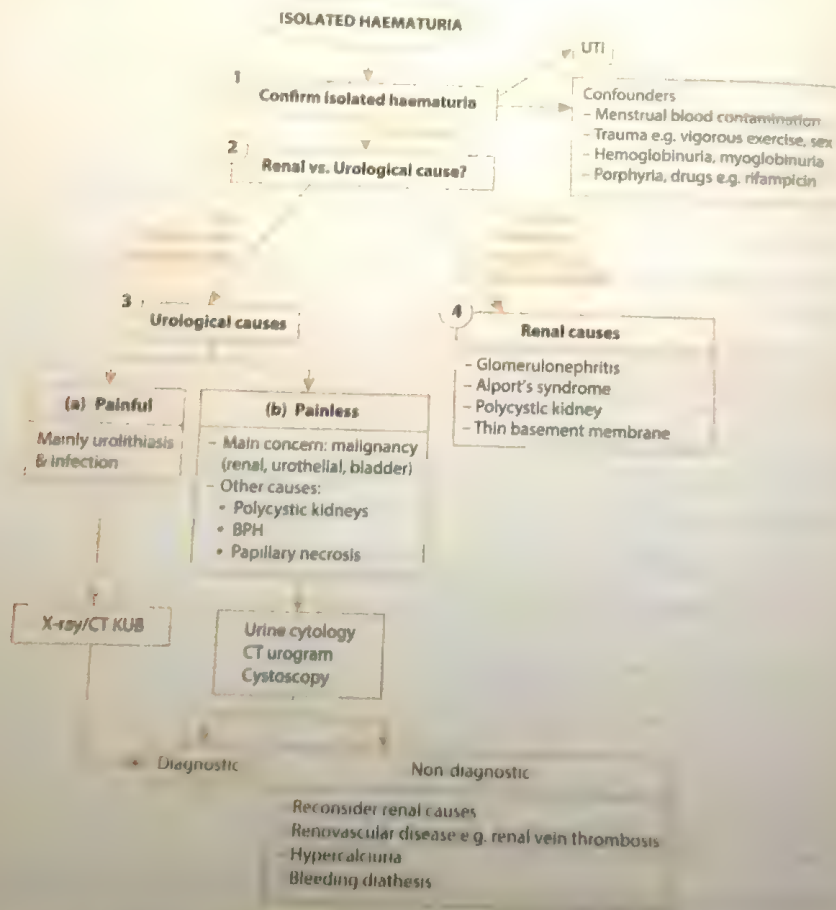 ISOLATED HAEMATURIA
UTI
1
Confirm isolated haematuria
Confounders
- Menstrual blood contamination
- Trauma e.g. vigorous exercise, sex
- Hemoglobinuria, myoglobinuria
- Porphyria, drugs e.g. rifampicin
2
Renal vs. Urological cause?
3
Urological causes
4
Renal causes
- Glomerulonephritis
- Alport's syndrome
- Polycystic kidney
- Thin basement membrane
(a) Painful
Mainly urolithiasis
& infection
(b) Painless
- Main concern: malignancy
(renal, urothelial, bladder)
- Other causes:
• Polycystic kidneys
• BPH
• Papillary necrosis
X-ray/CT KUB
Urine cytology
CT urogram
Cystoscopy
Diagnostic
Non diagnostic
Reconsider renal causes
Renovascular disease e.g. renal vein thrombosis
- Hypercalciuria
Bleeding diathesis